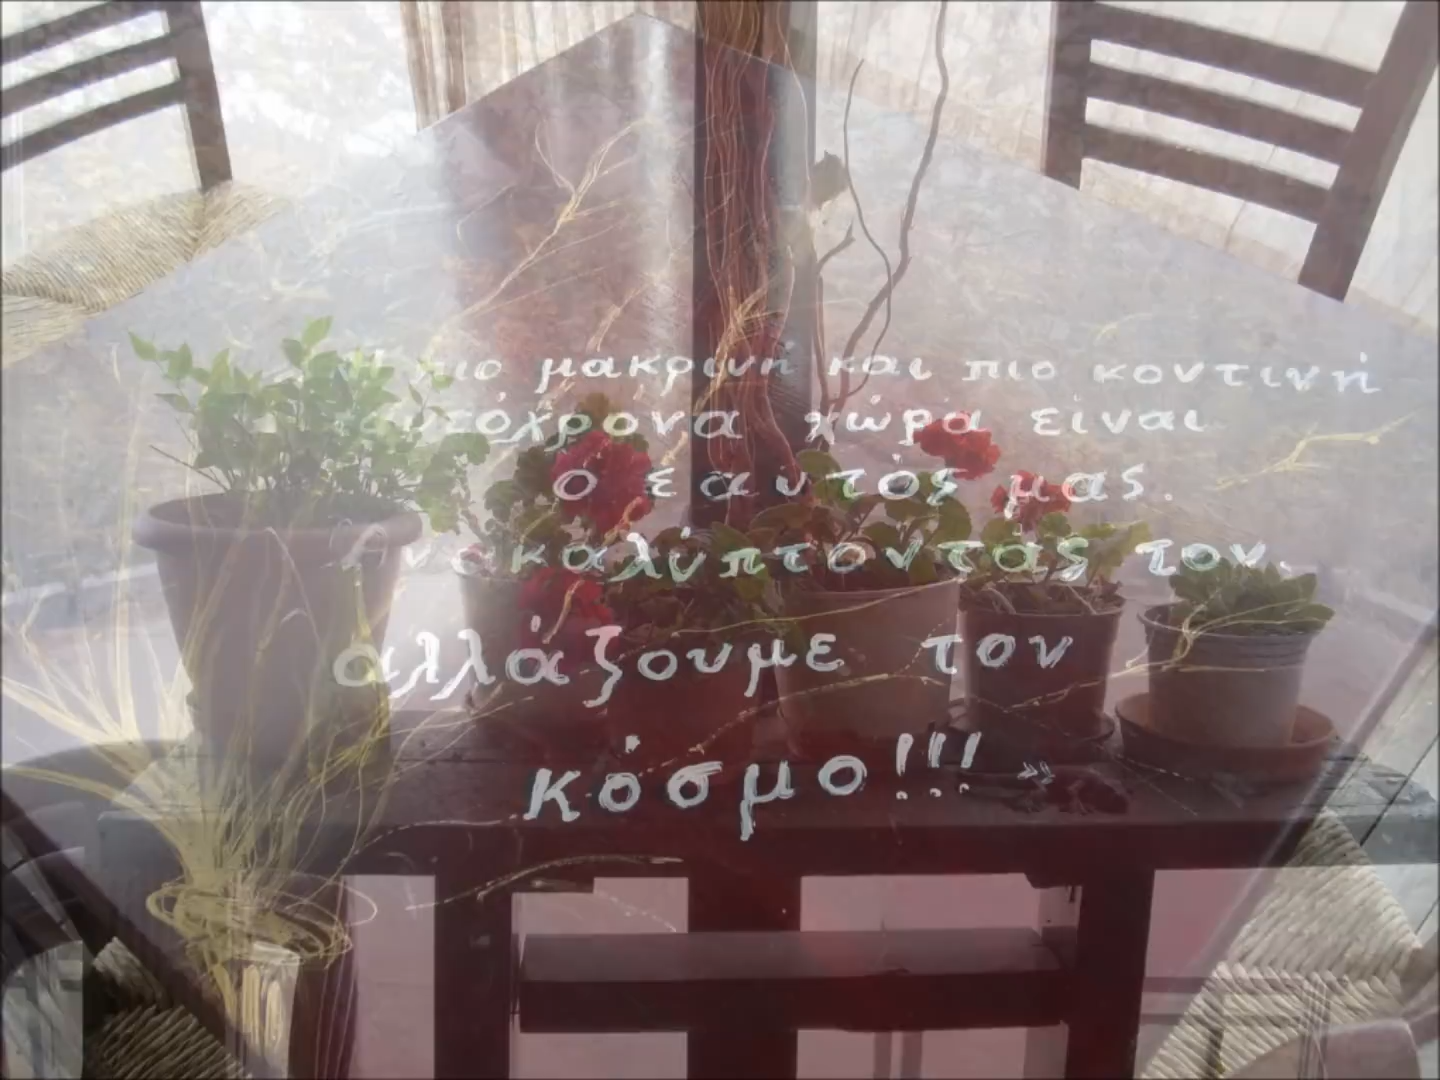 Η πιο μακρινή και πιο κοντινή
ταυτόχρονα χώρα είναι
ο εαυτός μας.
Ανακαλύπτοντάς τον,
αλλάζουμε τον
κόσμο!!! »